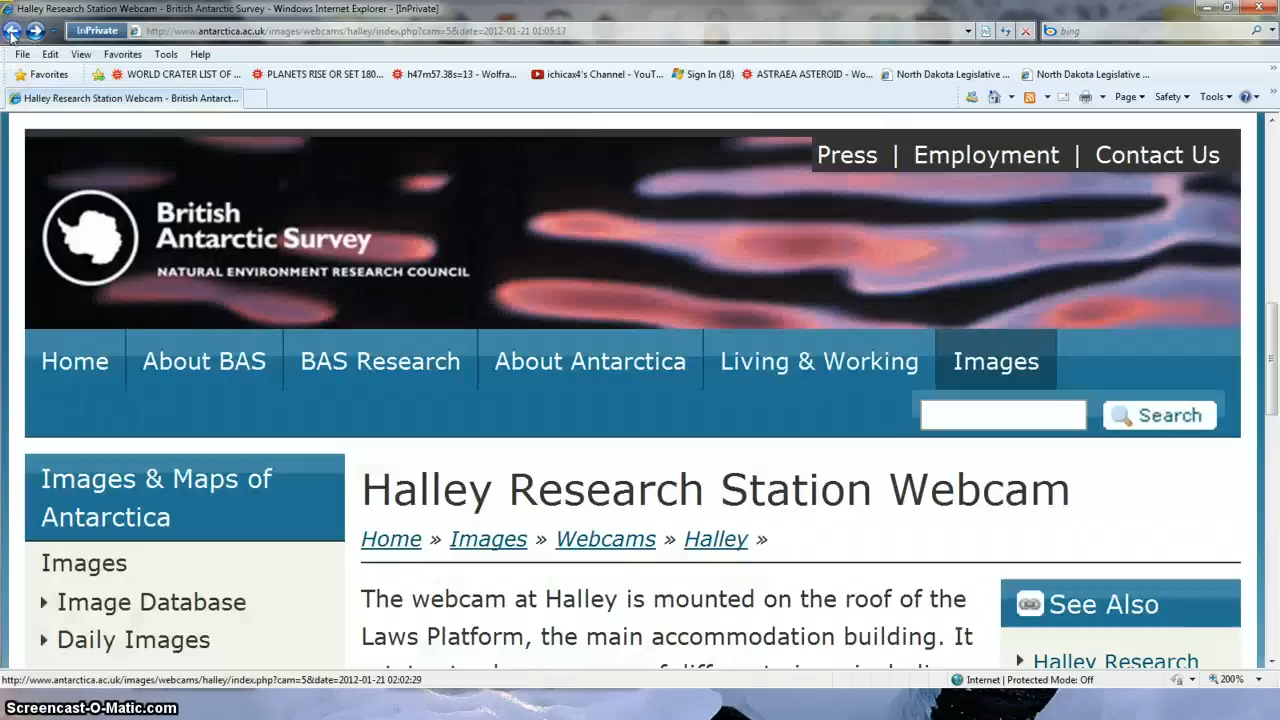 Halley Research Station Webcam - British Antarctic Survey - Windows Internet Explorer - [InPrivate]
InPrivate http://www.antarctica.ac.uk/images/webcams/halley/index.php?cam=5&date=2012-01-21 01:05:17 bing
File Edit View Favorites Tools Help
Favorites WORLD CRATER LIST OF ... PLANETS RISE OR SET 180... h47m57.38s=13 - Wolfra... ichicax4's Channel - YouT... Sign In (18) ASTRAEA ASTEROID - Wo... North Dakota Legislative ... North Dakota Legislative ...
Halley Research Station Webcam - British Antarct...
Page Safety Tools
Press | Employment | Contact Us
British
Antarctic Survey
NATURAL ENVIRONMENT RESEARCH COUNCIL
Home About BAS BAS Research About Antarctica Living & Working Images
Search
Images & Maps of
Antarctica
Images
Image Database
Daily Images
Halley Research Station Webcam
Home » Images » Webcams » Halley »
The webcam at Halley is mounted on the roof of the
Laws Platform, the main accommodation building. It
See Also
Halley Research
http://www.antarctica.ac.uk/images/webcams/halley/index.php?cam=5&date=2012-01-21 02:02:29 Internet | Protected Mode: Off 200%
Screencast-O-Matic.com